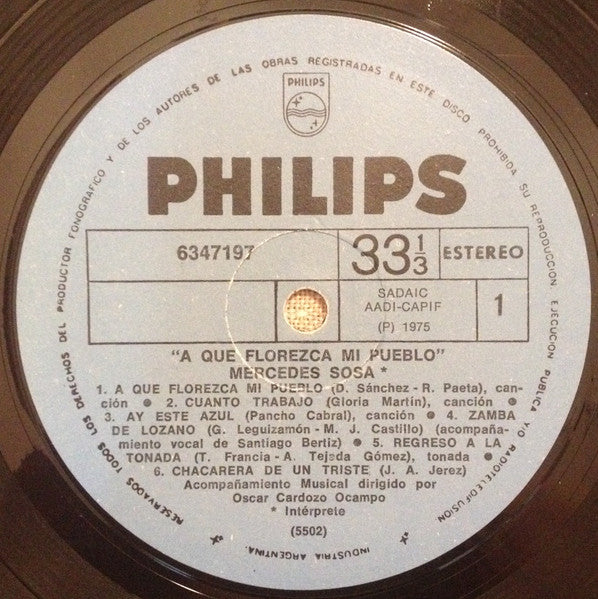 RESERVADOS TODOS LOS DERECHOS DEL PRODUCTOR FONOGRAFICO Y DE LOS AUTORES DE LAS OBRAS REGISTRADAS EN ESTE DISCO PROHIBIDA SU REPRODUCCION EJECUCION PUBLICA Y/O RADIOTELEDIFUSION
PHILIPS
PHILIPS
6347197
33 1/3
ESTEREO
SADAIC
AADI-CAPIF
(P) 1975
1
"A QUE FLOREZCA MI PUEBLO"
MERCEDES SOSA *
1. A QUE FLOREZCA MI PUEBLO (D. Sánchez - R. Paeta), can-
ción ● 2. CUANTO TRABAJO (Gloria Martín), canción ●
3. AY ESTE AZUL (Pancho Cabral), canción ● 4. ZAMBA
DE LOZANO (G. Leguizamón - M. J. Castillo) (acompaña-
miento vocal de Santiago Bertiz) ● 5. REGRESO A LA
TONADA (T. Francia - A. Tejeda Gómez), tonada ●
6. CHACARERA DE UN TRISTE (J. A. Jerez)
Acompañamiento Musical dirigido por
Oscar Cardozo Ocampo
* Intérprete
(5502)
INDUSTRIA ARGENTINA.